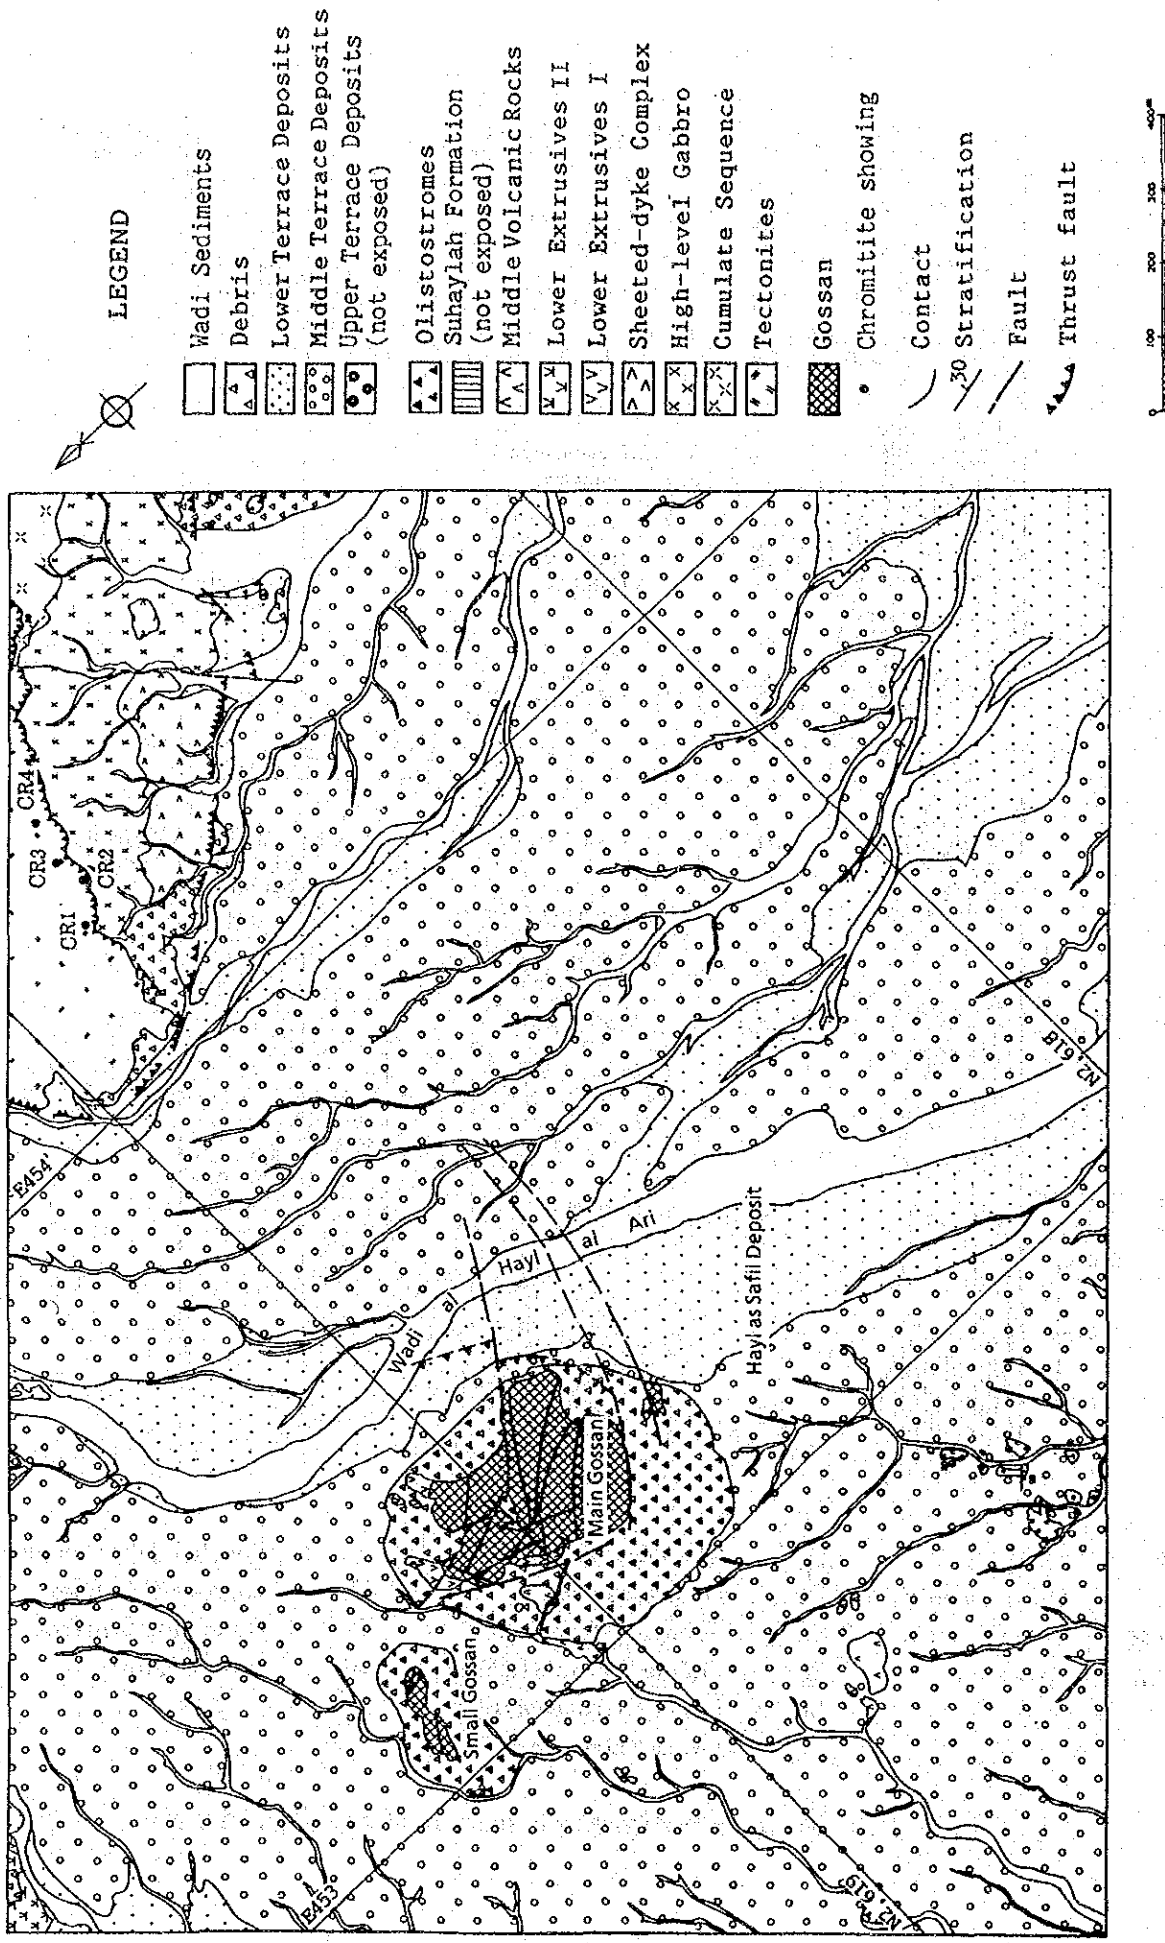 LEGEND
Wadi Sediments
Debris
Lower Terrace Deposits
Middle Terrace Deposits
Upper Terrace Deposits
(not exposed)
Olistostromes
Suhaylah Formation
(not exposed)
Middle Volcanic Rocks
Lower Extrusives II
Lower Extrusives I
Sheeted-dyke Complex
High-level Gabbro
Cumulate Sequence
Tectonites
Gossan
Chromitite showing
Contact
30 Stratification
Fault
Thrust fault
0 100 200 300 400m
CR1
CR2
CR3
CR4
E454'
E453
N2,618
N2,619
Wadi al Hayl al Ari
Hayl as Safil Deposit
Main Gossan
Small Gossan